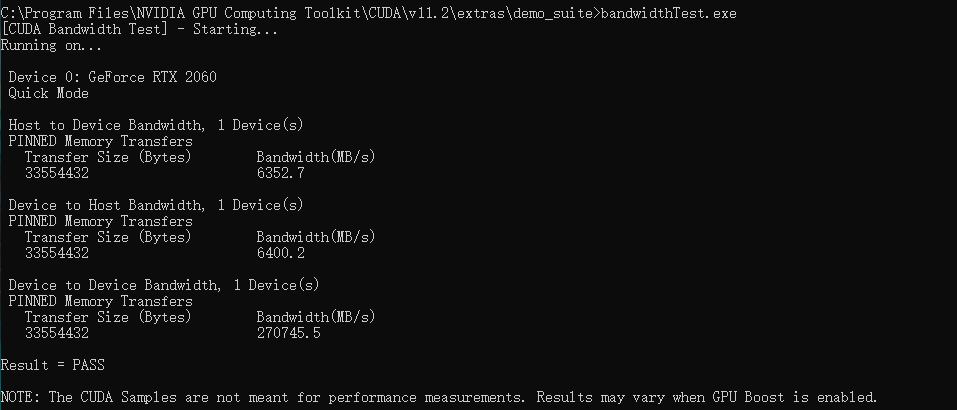 C:\Program Files\NVIDIA GPU Computing Toolkit\CUDA\v11.2\extras\demo_suite>bandwidthTest.exe
[CUDA Bandwidth Test] - Starting...
Running on...
Device 0: GeForce RTX 2060
Quick Mode
Host to Device Bandwidth, 1 Device(s)
PINNED Memory Transfers
Transfer Size (Bytes) Bandwidth(MB/s)
33554432 6352.7
Device to Host Bandwidth, 1 Device(s)
PINNED Memory Transfers
Transfer Size (Bytes) Bandwidth(MB/s)
33554432 6400.2
Device to Device Bandwidth, 1 Device(s)
PINNED Memory Transfers
Transfer Size (Bytes) Bandwidth(MB/s)
33554432 270745.5
Result = PASS
NOTE: The CUDA Samples are not meant for performance measurements. Results may vary when GPU Boost is enabled.